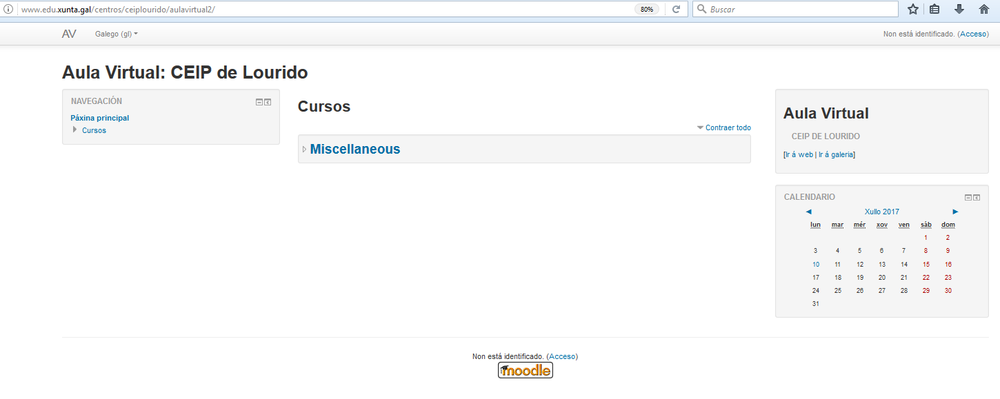 www.edu.xunta.gal/centros/ceiplourido/aulavirtual2/
80%
Buscar
AV
Galego (gl)
Non está identificado. (Acceso)
Aula Virtual: CEIP de Lourido
NAVEGACIÓN
Páxina principal
Cursos
Cursos
Contraer todo
Miscellaneous
Aula Virtual
CEIP DE LOURIDO
[Ir á web | Ir á galeria]
CALENDARIO
Xullo 2017
lun mar mér xov ven sáb dom
1 2
3 4 5 6 7 8 9
10 11 12 13 14 15 16
17 18 19 20 21 22 23
24 25 26 27 28 29 30
31
Non está identificado. (Acceso)
moodle